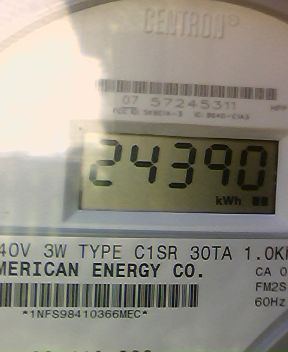 CENTRON®
07 57245311
24390
kWh
40V 3W TYPE C1SR 30TA 1.0K
MERICAN ENERGY CO.
CA 0
FM2S
60Hz
*1NFS98410366MEC*